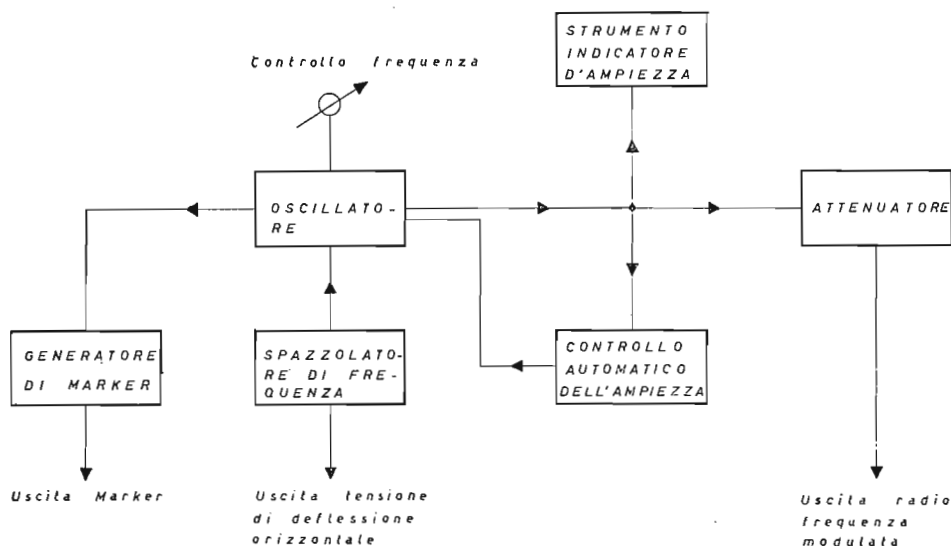 STRUMENTO
INDICATORE
D'AMPIEZZA
Controllo frequenza
OSCILLATO-
RE
ATTENUATORE
GENERATORE
DI MARKER
SPAZZOLATO-
RE DI FRE-
QUENZA
CONTROLLO
AUTOMATICO
DELL'AMPIEZZA
Uscita Marker
Uscita tensione
di deflessione
orizzontale
Uscita radio
frequenza
modulata